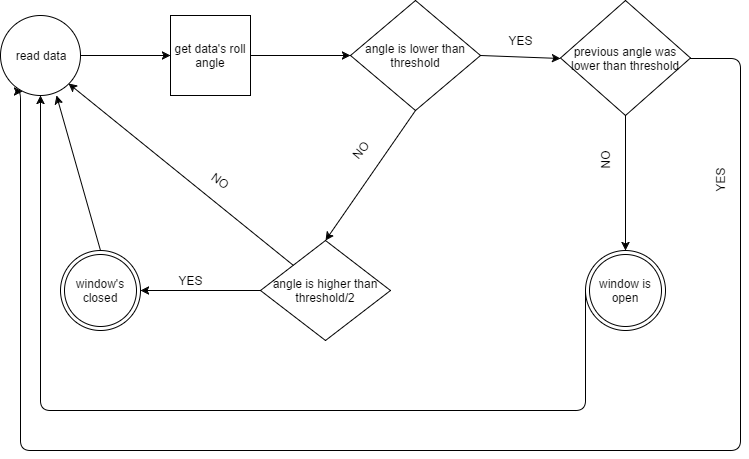 read data
get data's roll
angle
angle is lower than
threshold
YES
previous angle was
lower than threshold
NO
NO
NO
YES
window's
closed
YES
angle is higher than
threshold/2
window is
open
YES